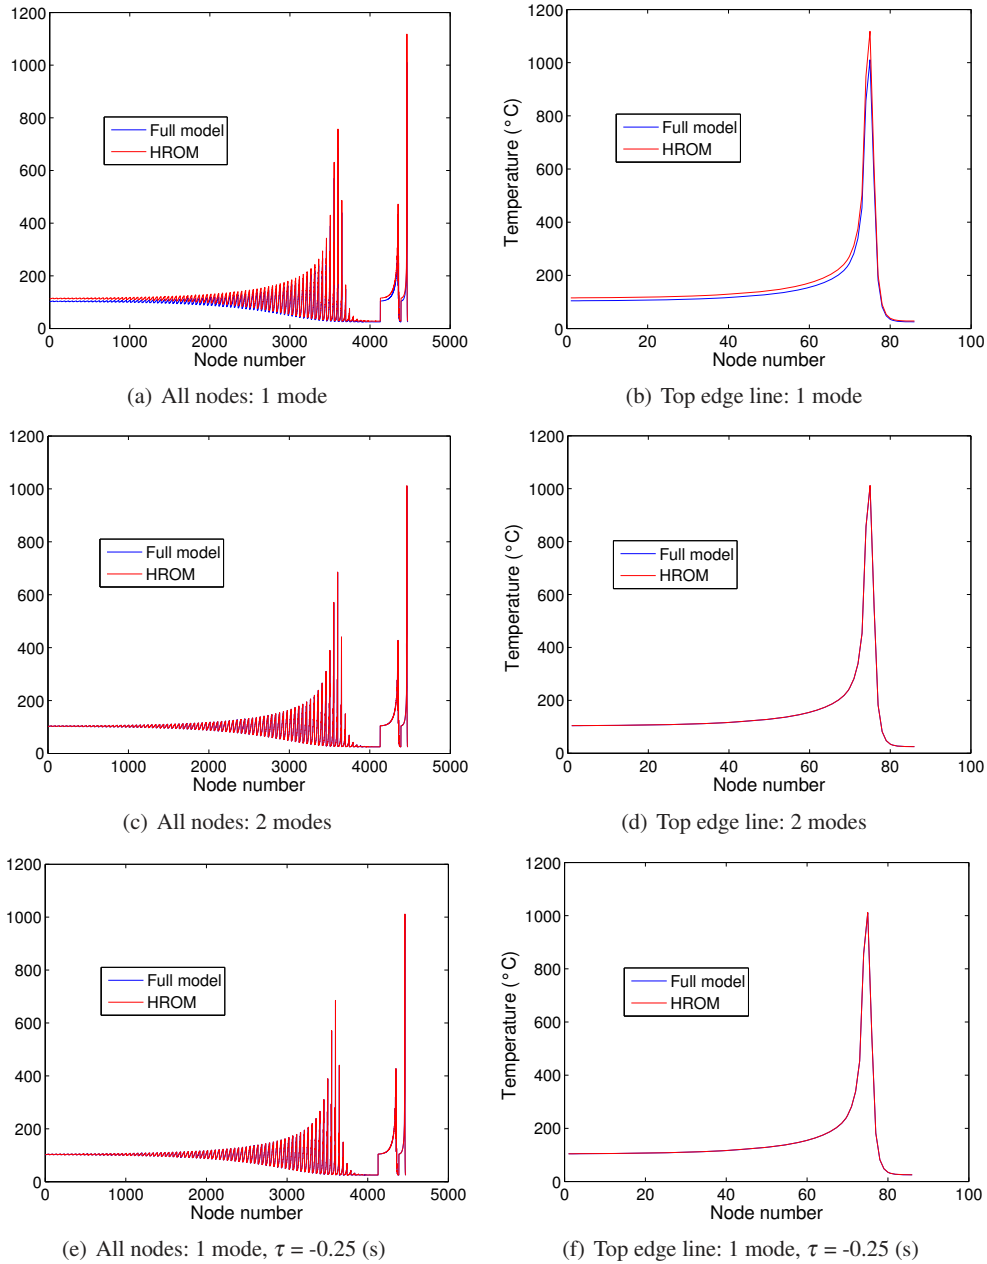 1200
1000
800
600
400
200
0
Full model
HROM
0 1000 2000 3000 4000 5000
Node number
(a) All nodes: 1 mode
Temperature (°C)
1200
1000
800
600
400
200
0
Full model
HROM
0 20 40 60 80 100
Node number
(b) Top edge line: 1 mode
1200
1000
800
600
400
200
0
Full model
HROM
0 1000 2000 3000 4000 5000
Node number
(c) All nodes: 2 modes
Temperature (°C)
1200
1000
800
600
400
200
0
Full model
HROM
0 20 40 60 80 100
Node number
(d) Top edge line: 2 modes
1200
1000
800
600
400
200
0
Full model
HROM
0 1000 2000 3000 4000 5000
Node number
(e) All nodes: 1 mode, τ = -0.25 (s)
Temperature (°C)
1200
1000
800
600
400
200
0
Full model
HROM
0 20 40 60 80 100
Node number
(f) Top edge line: 1 mode, τ = -0.25 (s)